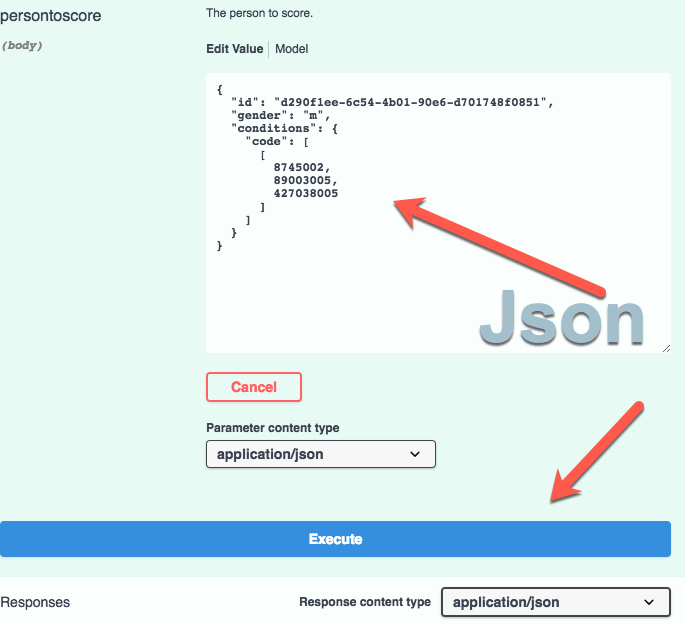 persontoscore
The person to score.
(body)
Edit Value | Model
{
  "id": "d290f1ee-6c54-4b01-90e6-d701748f0851",
  "gender": "m",
  "conditions": {
    "code": [
      [
        8745002,
        89003005,
        427038005
      ]
    ]
  }
}
Json
Cancel
Parameter content type
application/json
Execute
Responses
Response content type
application/json